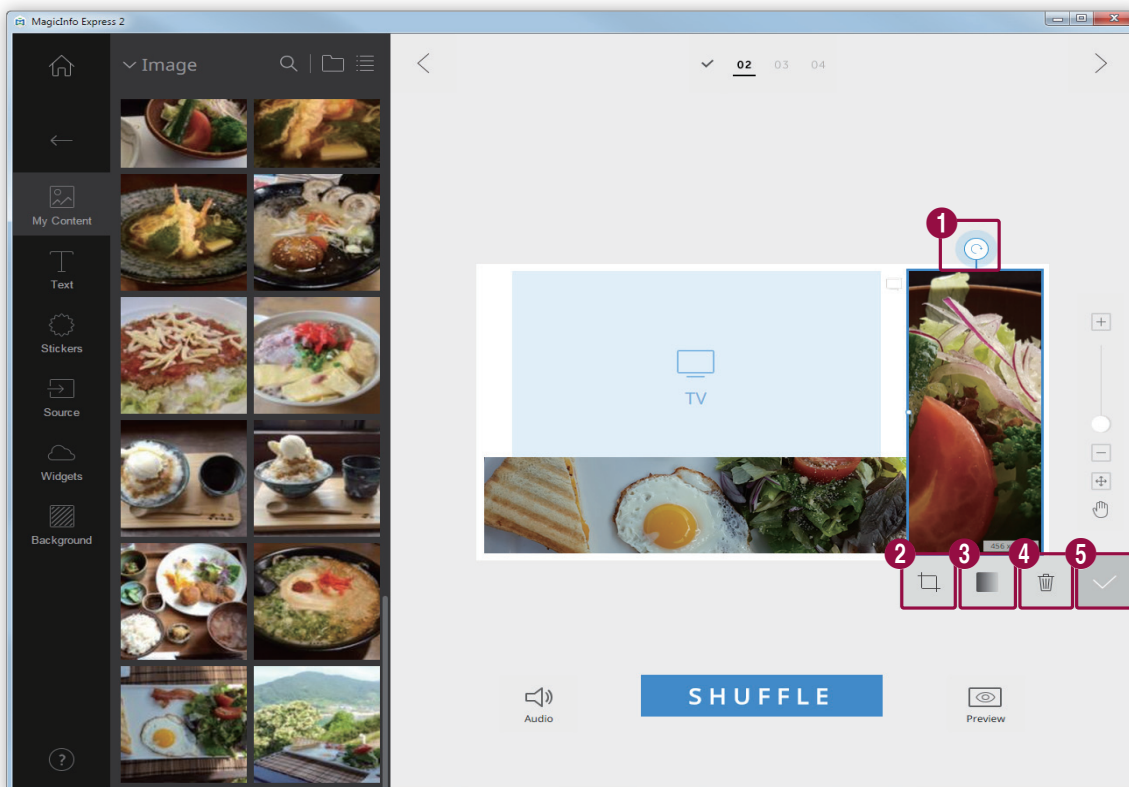 MagicInfo Express 2
Image
02 03 04
My Content
Text
Stickers
Source
Widgets
Background
?
1
TV
456
2
3
4
5
SHUFFLE
Audio
Preview